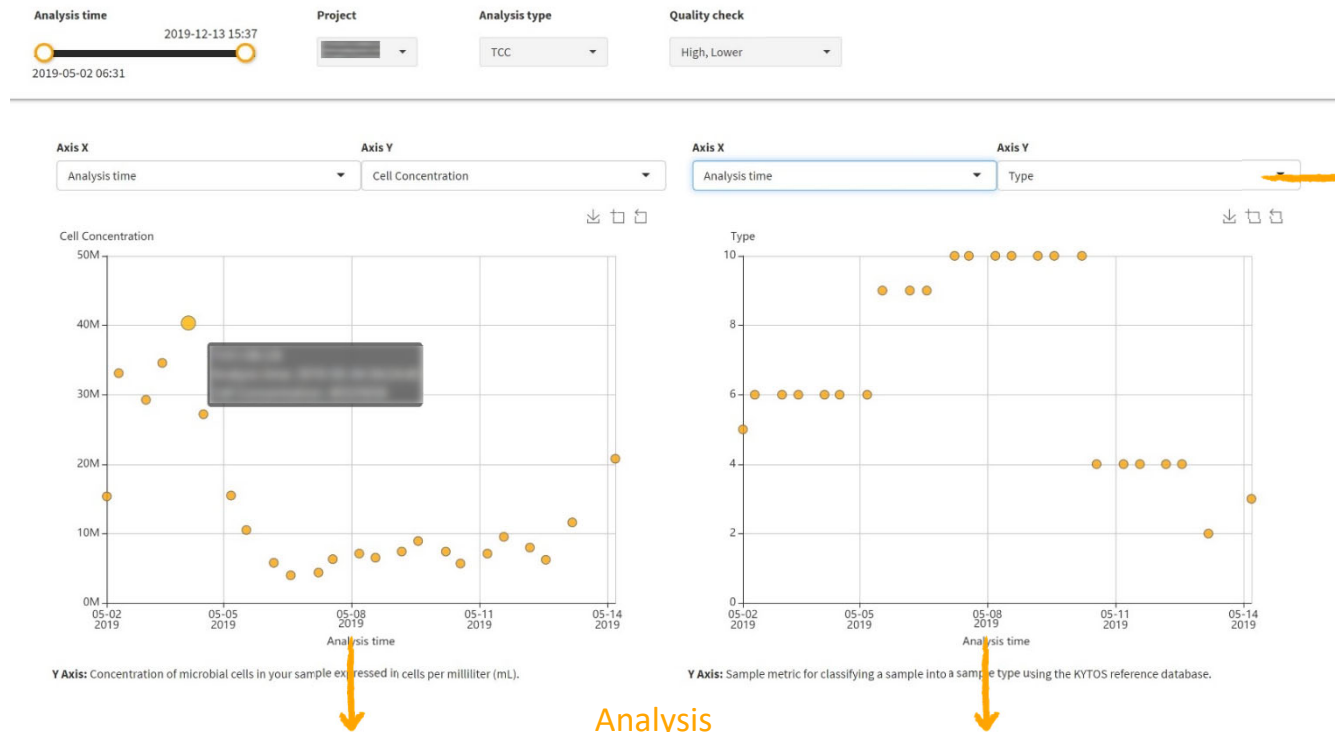 Analysis time
Project
Analysis type
Quality check
2019-12-13 15:37
TCC
High, Lower
2019-05-02 06:31
Axis X
Axis Y
Axis X
Axis Y
Analysis time
Cell Concentration
Analysis time
Type
Cell Concentration
50M
40M
30M
20M
10M
0M
05-02 2019
05-05 2019
05-08 2019
05-11 2019
05-14 2019
Analysis time
Y Axis: Concentration of microbial cells in your sample expressed in cells per milliliter (mL).
Type
10
8
6
4
2
0
05-02 2019
05-05 2019
05-08 2019
05-11 2019
05-14 2019
Analysis time
Y Axis: Sample metric for classifying a sample into a sample type using the KYTOS reference database.
Analysis